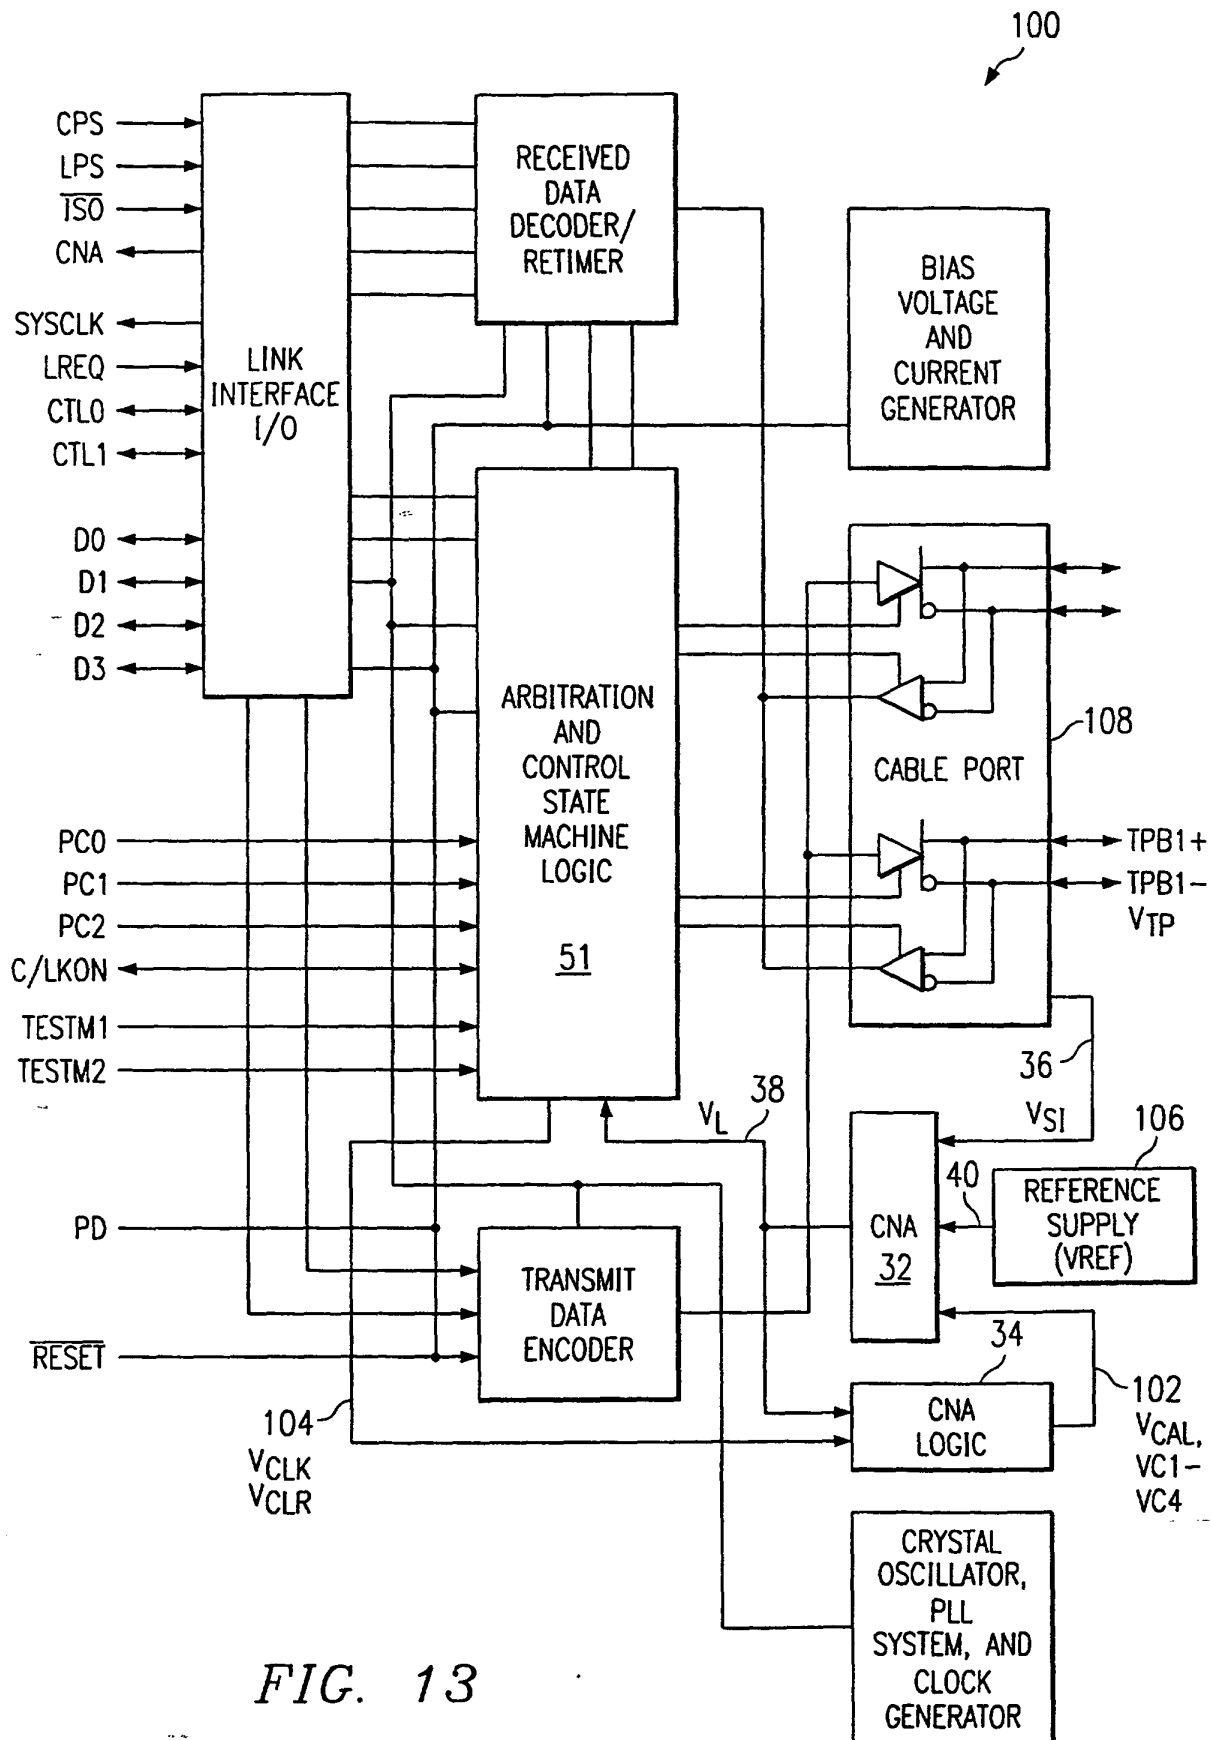 100
CPS
LPS
ISO
CNA
SYSCLK
LREQ
CTL0
CTL1
D0
D1
D2
D3
LINK
INTERFACE
I/O
RECEIVED
DATA
DECODER/
RETIMER
BIAS
VOLTAGE
AND
CURRENT
GENERATOR
ARBITRATION
AND
CONTROL
STATE
MACHINE
LOGIC
51
CABLE PORT
108
TPB1+
TPB1-
VTP
PC0
PC1
PC2
C/LKON
TESTM1
TESTM2
36
VL
38
VSI
106
40
REFERENCE
SUPPLY
(VREF)
CNA
32
PD
RESET
TRANSMIT
DATA
ENCODER
34
CNA
LOGIC
102
VCAL,
VC1-
VC4
104
VCLK
VCLR
CRYSTAL
OSCILLATOR,
PLL
SYSTEM, AND
CLOCK
GENERATOR
FIG. 13